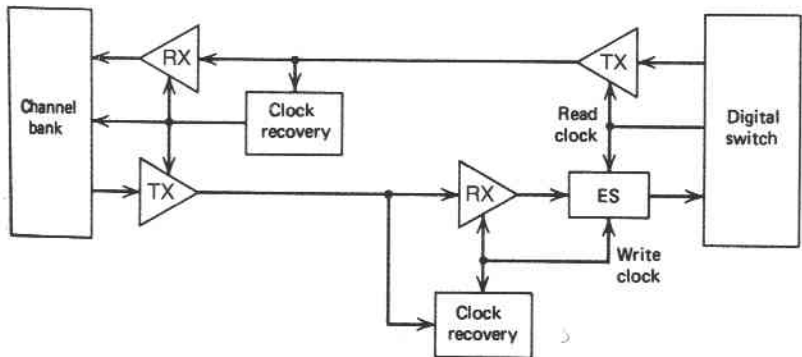 RX
TX
Channel
bank
Clock
recovery
Read
clock
Digital
switch
TX
RX
ES
Write
clock
Clock
recovery